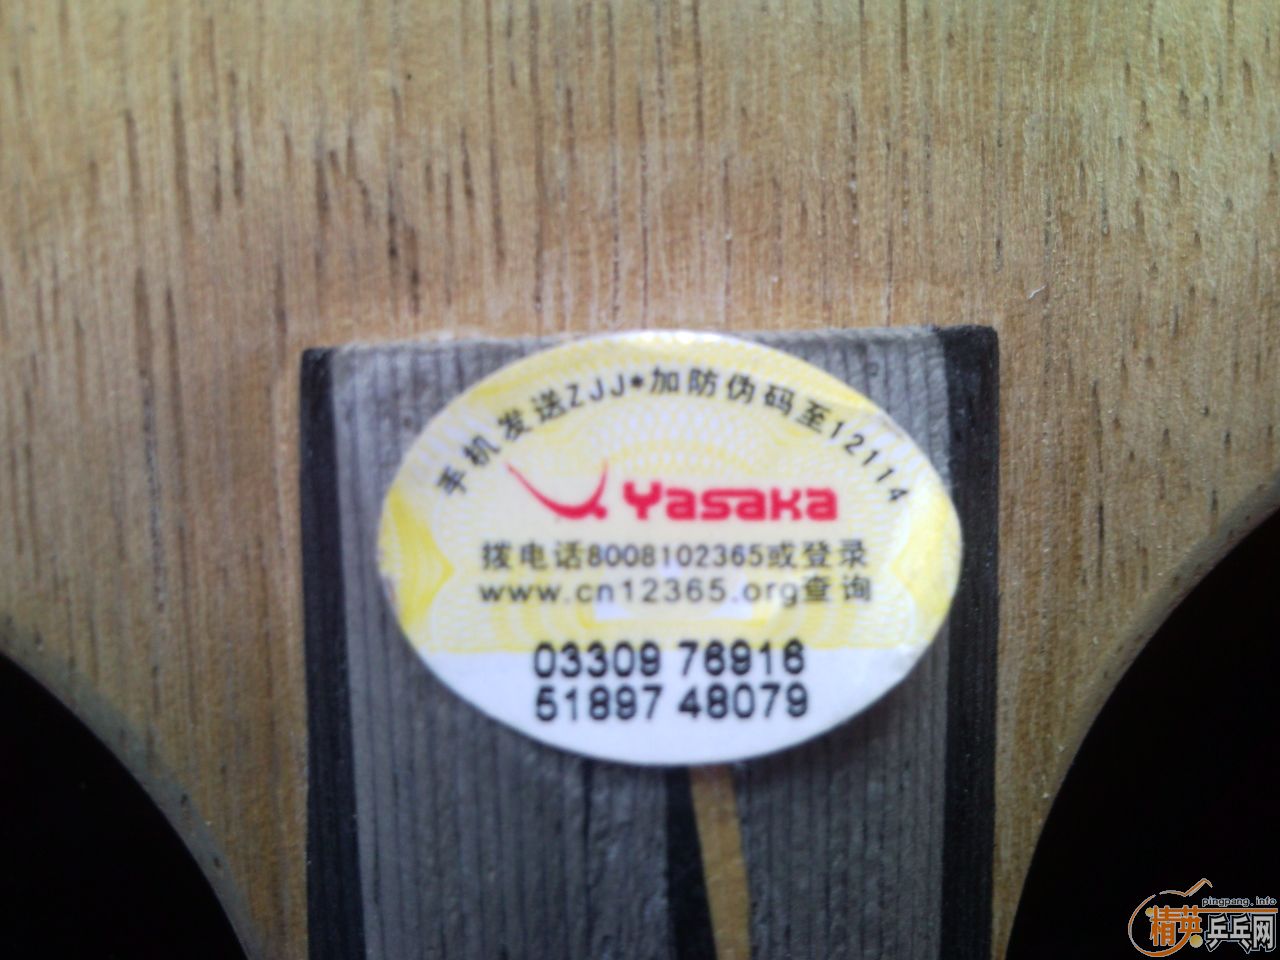 手机发送ZJJ*加防伪码至12114
Yasaka
拨电话8008102365或登录
www.cn12365.org查询
03309 76916
51897 48079
pingpang.info
精英乒乓网